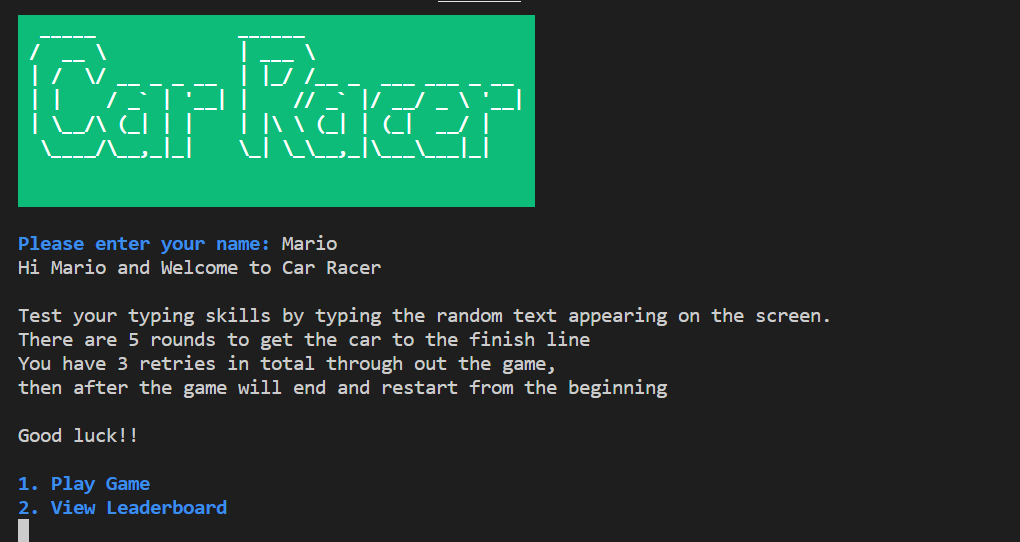 Car Racer
Please enter your name: Mario
Hi Mario and Welcome to Car Racer
Test your typing skills by typing the random text appearing on the screen.
There are 5 rounds to get the car to the finish line
You have 3 retries in total through out the game,
then after the game will end and restart from the beginning
Good luck!!
1. Play Game
2. View Leaderboard